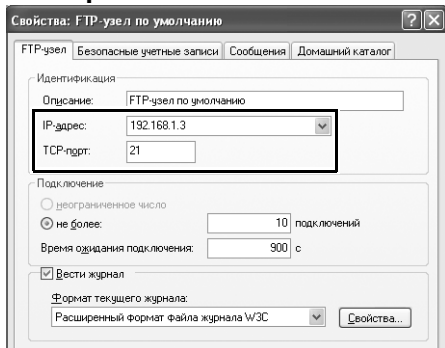 Свойства: FTP-узел по умолчанию
FTP-узел Безопасные учетные записи Сообщения Домашний каталог
Идентификация
Описание: FTP-узел по умолчанию
IP-адрес: 192.168.1.3
TCP-порт: 21
Подключение
неограниченное число
не более: 10 подключений
Время ожидания подключения: 900 с
Вести журнал
Формат текущего журнала:
Расширенный формат файла журнала W3C Свойства...